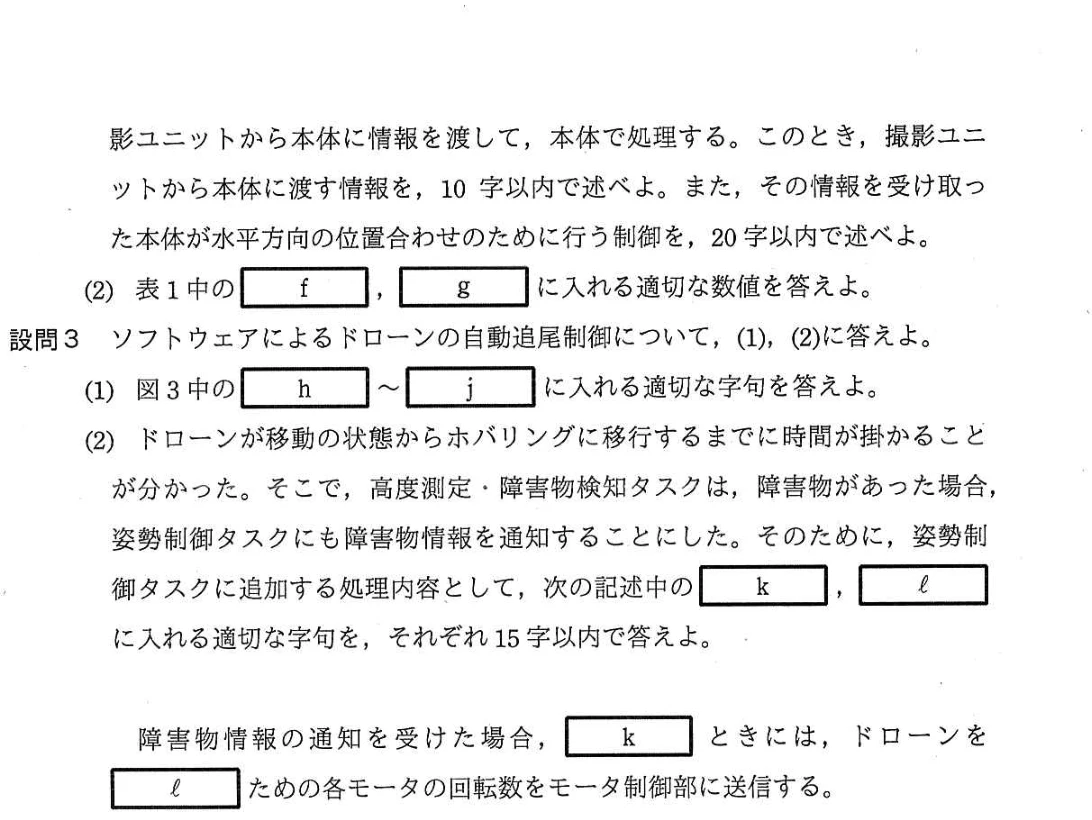 影ユニットから本体に情報を渡して，本体で処理する。このとき，撮影ユニ
ットから本体に渡す情報を，10 字以内で述べよ。また，その情報を受け取っ
た本体が水平方向の位置合わせのために行う制御を，20 字以内で述べよ。
(2) 表 1 中の f ， g に入れる適切な数値を答えよ。
設問３ ソフトウェアによるドローンの自動追尾制御について，(1)，(2)に答えよ。
(1) 図 3 中の h ～ j に入れる適切な字句を答えよ。
(2) ドローンが移動の状態からホバリングに移行するまでに時間が掛かること
が分かった。そこで，高度測定・障害物検知タスクは，障害物があった場合，
姿勢制御タスクにも障害物情報を通知することにした。そのために，姿勢制
御タスクに追加する処理内容として，次の記述中の k ， ℓ
に入れる適切な字句を，それぞれ 15 字以内で答えよ。
障害物情報の通知を受けた場合， k ときには，ドローンを
ℓ ための各モータの回転数をモータ制御部に送信する。